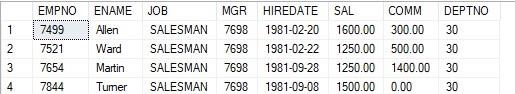 EMPNO ENAME JOB MGR HIREDATE SAL COMM DEPTNO
1 7499 Allen SALESMAN 7698 1981-02-20 1600.00 300.00 30
2 7521 Ward SALESMAN 7698 1981-02-22 1250.00 500.00 30
3 7654 Martin SALESMAN 7698 1981-09-28 1250.00 1400.00 30
4 7844 Turner SALESMAN 7698 1981-09-08 1500.00 0.00 30